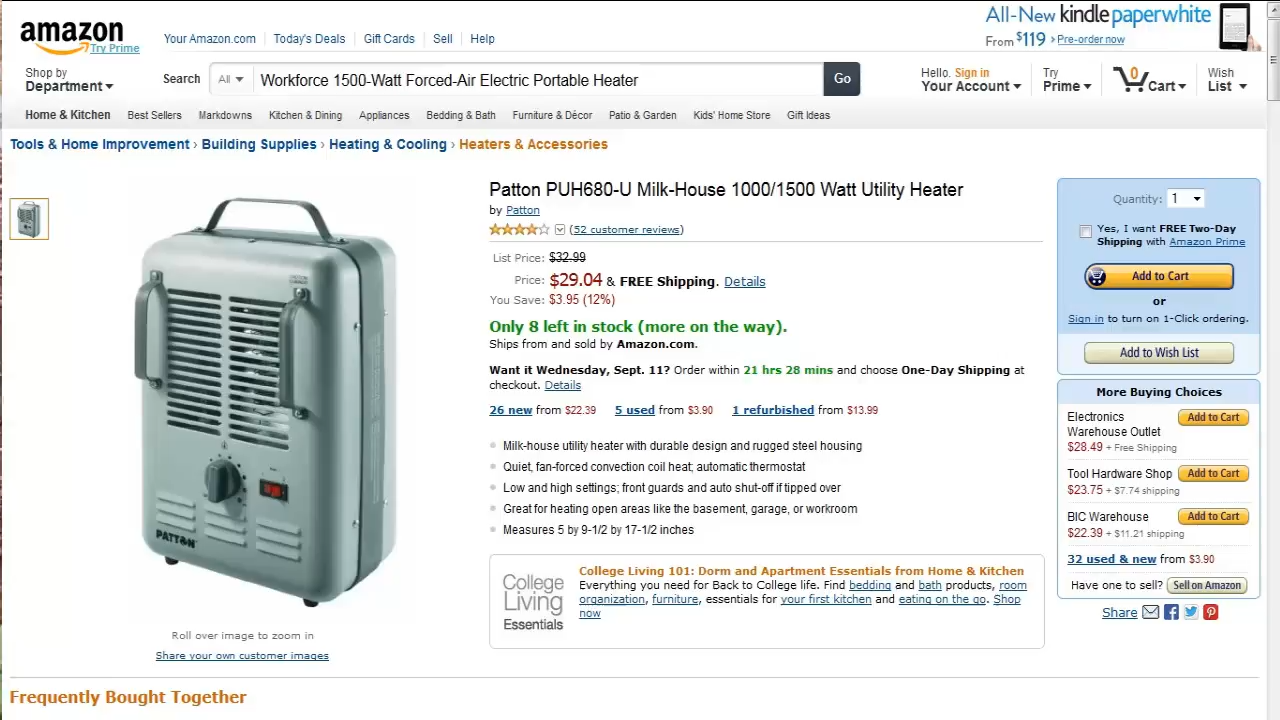 amazon
Try Prime
Your Amazon.com
Today's Deals
Gift Cards
Sell
Help
All-New kindle paperwhite
From $119 > Pre-order now
Shop by
Department
Search
All
Workforce 1500-Watt Forced-Air Electric Portable Heater
Go
Hello. Sign in
Your Account
Try
Prime
0
Cart
Wish
List
Home & Kitchen
Best Sellers
Markdowns
Kitchen & Dining
Appliances
Bedding & Bath
Furniture & Décor
Patio & Garden
Kids' Home Store
Gift Ideas
Tools & Home Improvement › Building Supplies › Heating & Cooling › Heaters & Accessories
PATTON
Roll over image to zoom in
Share your own customer images
Patton PUH680-U Milk-House 1000/1500 Watt Utility Heater
by Patton
(52 customer reviews)
List Price: $32.99
Price: $29.04 & FREE Shipping. Details
You Save: $3.95 (12%)
Only 8 left in stock (more on the way).
Ships from and sold by Amazon.com.
Want it Wednesday, Sept. 11? Order within 21 hrs 28 mins and choose One-Day Shipping at
checkout. Details
26 new from $22.39 5 used from $3.90 1 refurbished from $13.99
Milk-house utility heater with durable design and rugged steel housing
Quiet, fan-forced convection coil heat; automatic thermostat
Low and high settings; front guards and auto shut-off if tipped over
Great for heating open areas like the basement, garage, or workroom
Measures 5 by 9-1/2 by 17-1/2 inches
College
Living
Essentials
College Living 101: Dorm and Apartment Essentials from Home & Kitchen
Everything you need for Back to College life. Find bedding and bath products, room
organization, furniture, essentials for your first kitchen and eating on the go. Shop
now
Quantity: 1
Yes, I want FREE Two-Day
Shipping with Amazon Prime
Add to Cart
or
Sign in to turn on 1-Click ordering.
Add to Wish List
More Buying Choices
Electronics
Warehouse Outlet
Add to Cart
$28.49 + Free Shipping
Tool Hardware Shop
Add to Cart
$23.75 + $7.74 shipping
BIC Warehouse
Add to Cart
$22.39 + $11.21 shipping
32 used & new from $3.90
Have one to sell? Sell on Amazon
Share
Frequently Bought Together